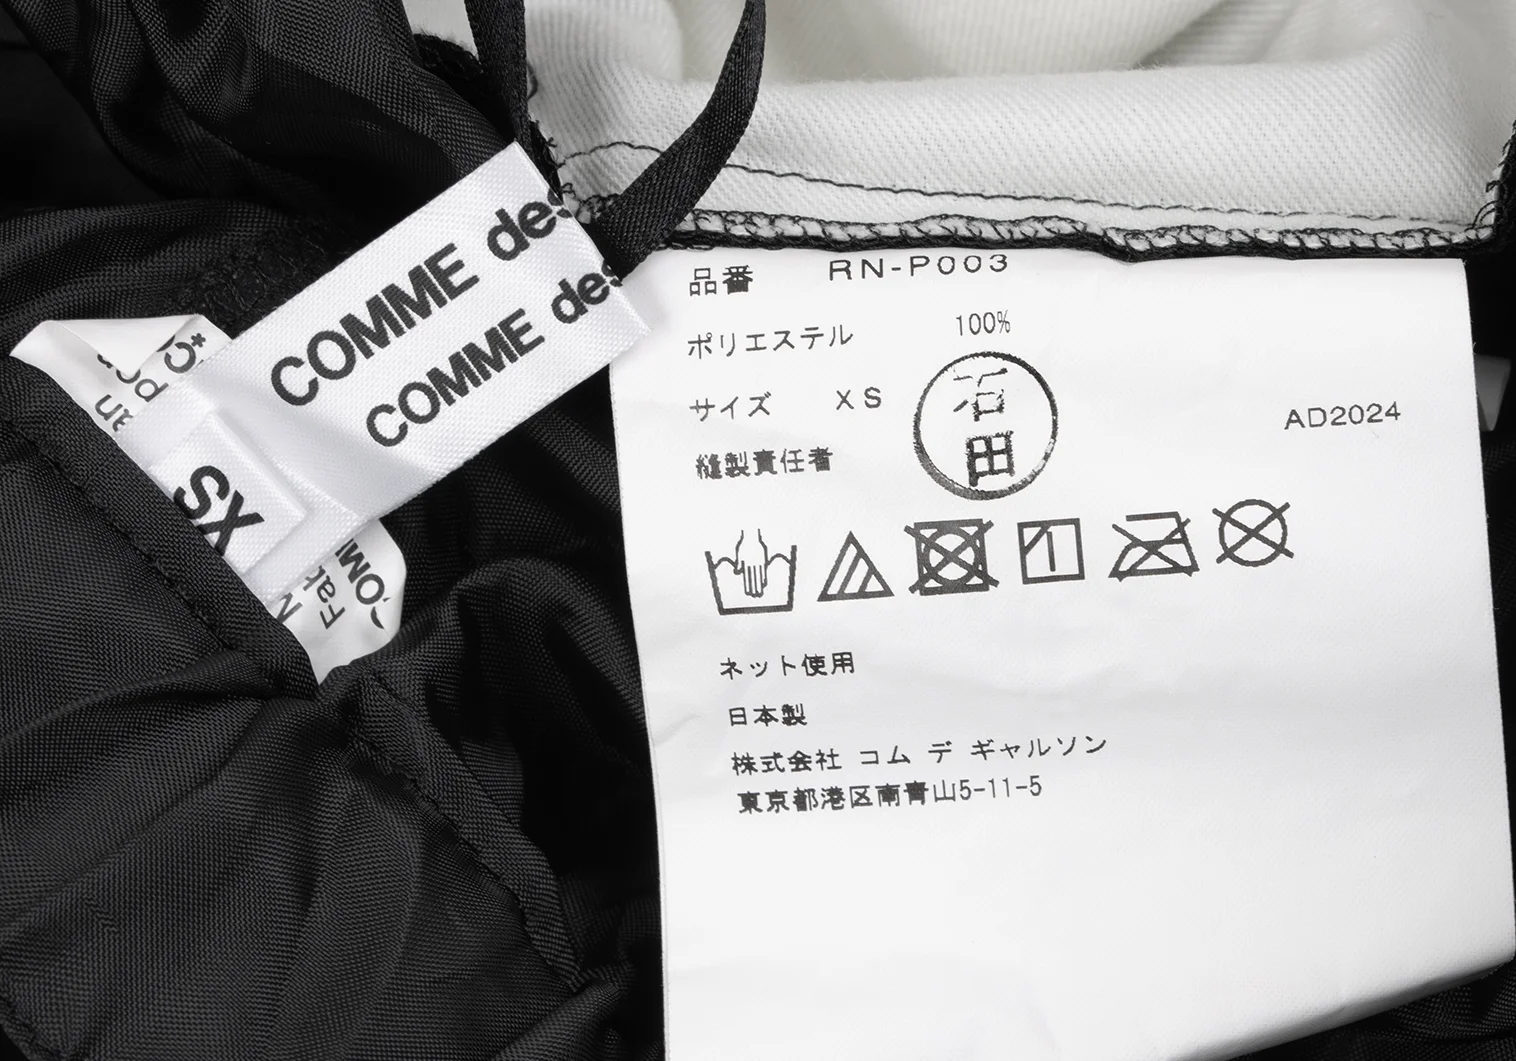 COMME des
COMME des
XS
品番 RN-P003
ポリエステル 100%
サイズ XS
石田
AD2024
縫製責任者
ネット使用
日本製
株式会社 コム デ ギャルソン
東京都港区南青山5-11-5